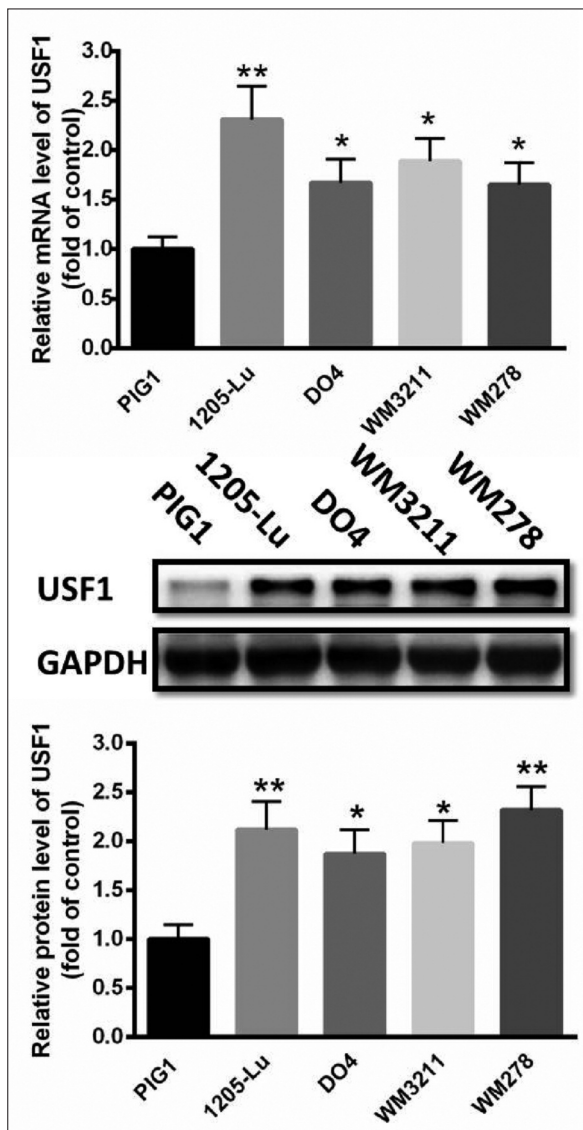 Relative mRNA level of USF1
(fold of control)
3.0
2.5
2.0
1.5
1.0
0.5
0.0
**
*
*
*
PIG1
1205-Lu
DO4
WM3211
WM278
PIG1
1205-Lu
DO4
WM3211
WM278
USF1
GAPDH
Relative protein level of USF1
(fold of control)
3.0
2.5
2.0
1.5
1.0
0.5
0.0
**
*
*
**
PIG1
1205-Lu
DO4
WM3211
WM278